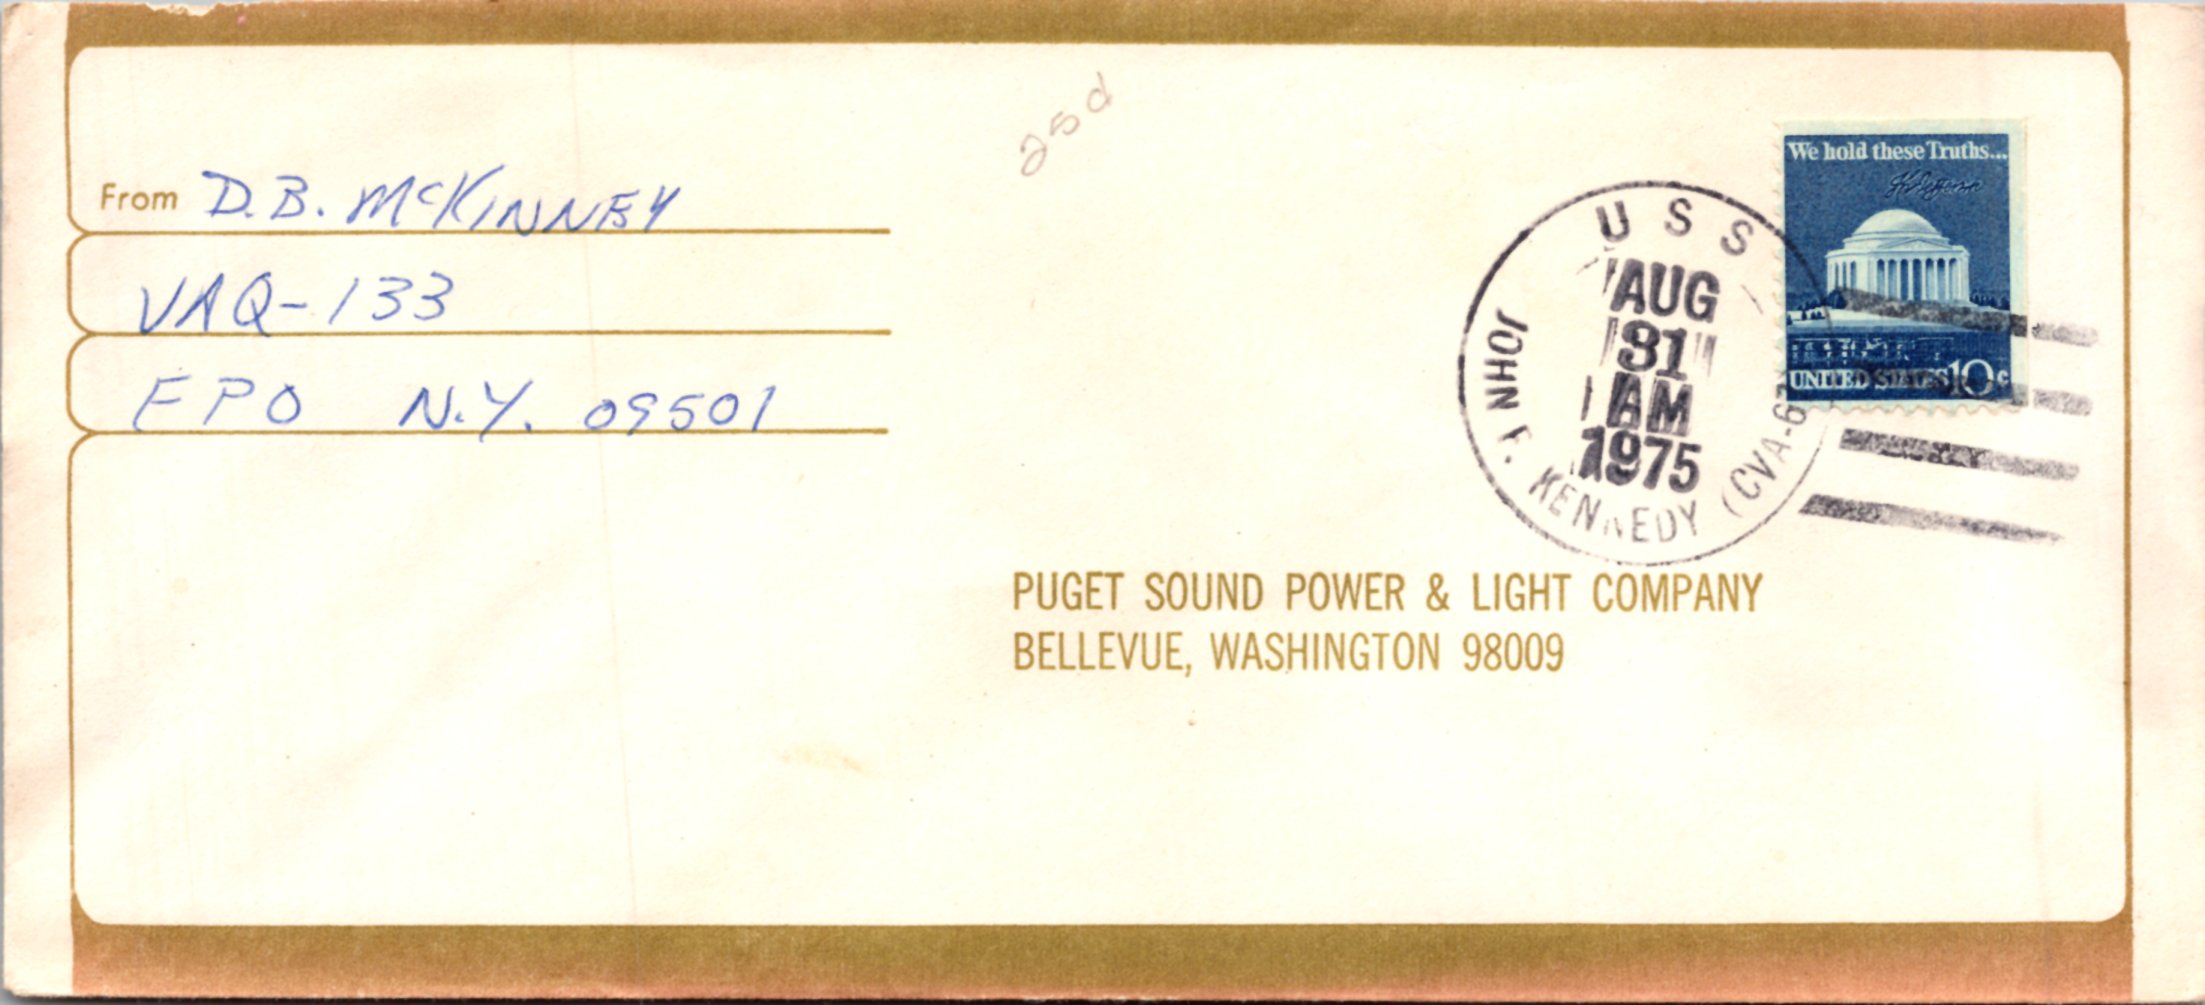 25d
From D.B. McKINNEY
VAQ-133
FPO N.Y. 09501
We hold these Truths...
UNITED STATES 10c
USS JOHN F. KENNEDY (CVA-6
AUG
31
AM
1975
PUGET SOUND POWER & LIGHT COMPANY
BELLEVUE, WASHINGTON 98009